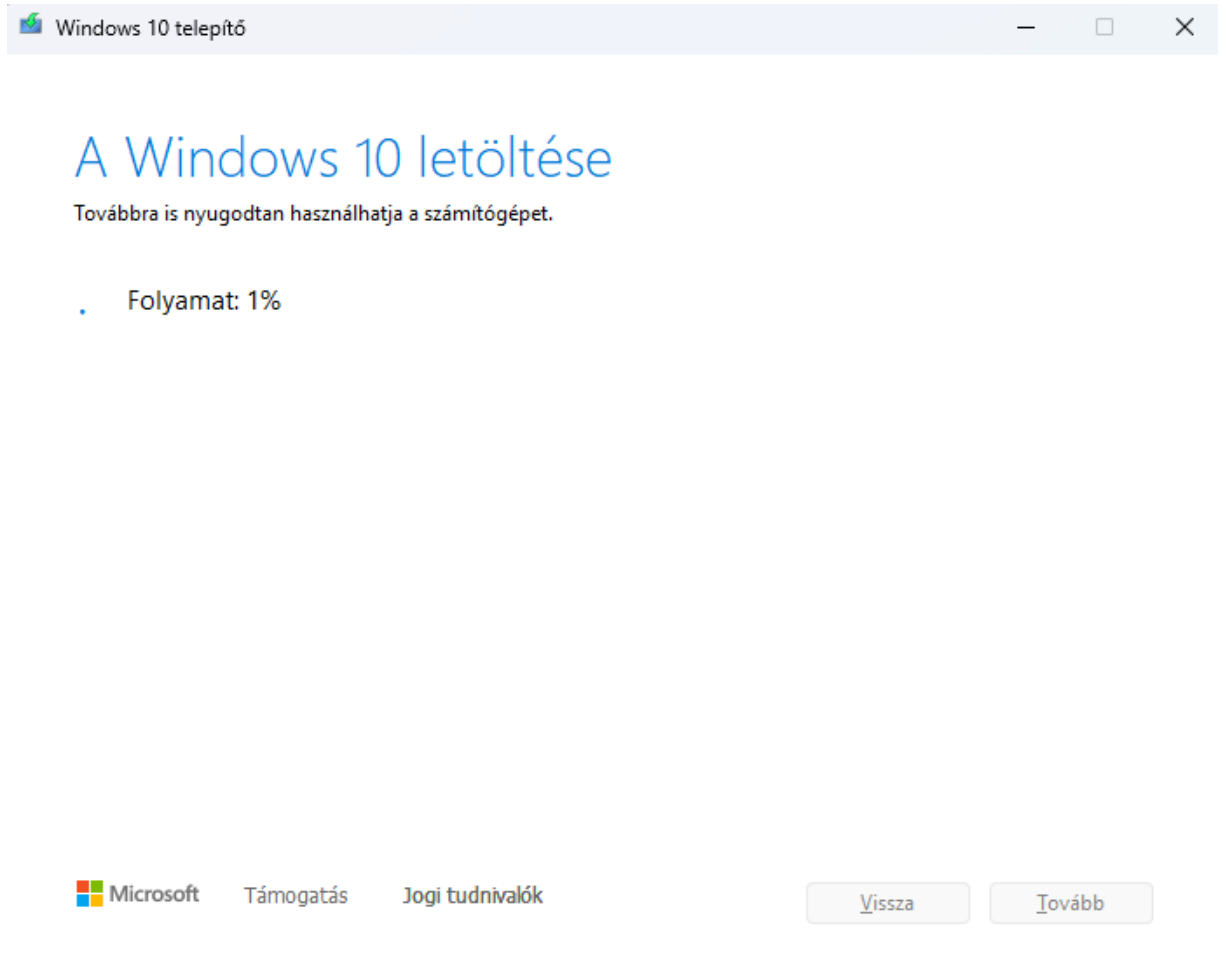 Windows 10 telepítő
A Windows 10 letöltése
Továbbra is nyugodtan használhatja a számítógépet.
Folyamat: 1%
Microsoft Támogatás Jogi tudnivalók Vissza Tovább